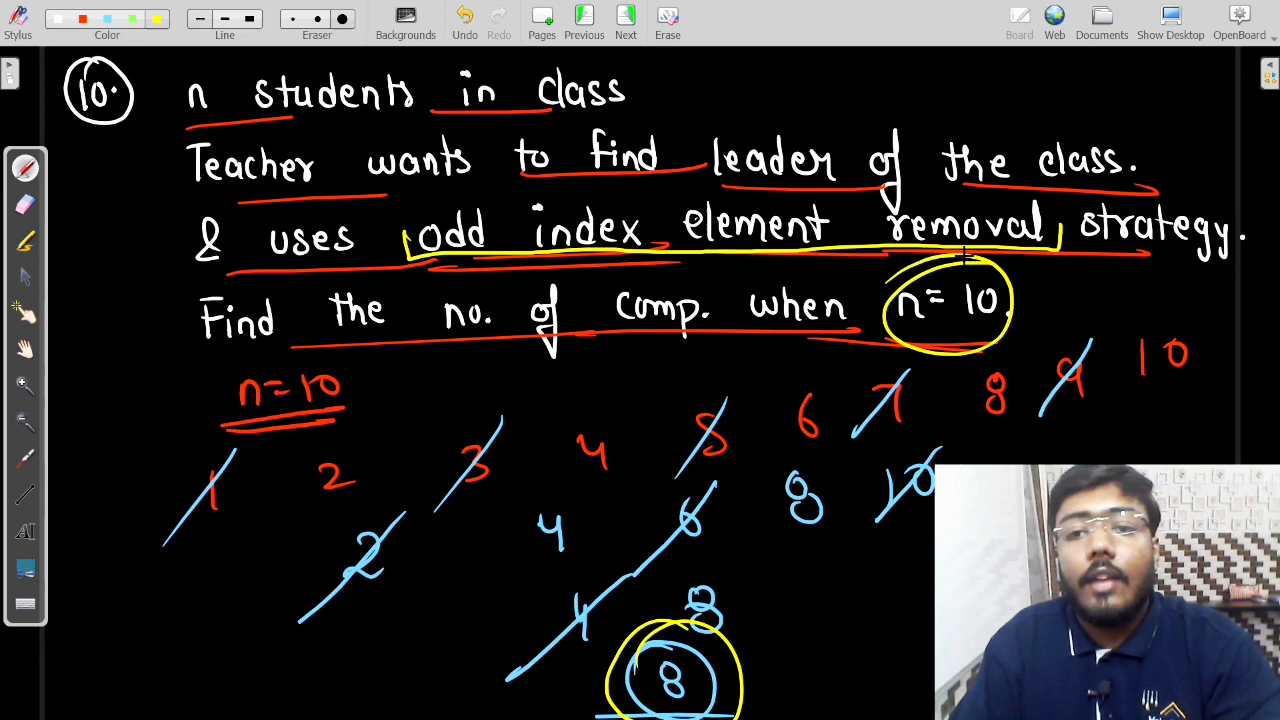 Stylus Color Line Eraser Backgrounds Undo Redo Pages Previous Next Erase Board Web Documents Show Desktop OpenBoard
10. n students in class
Teacher wants to find leader of the class.
& uses odd index element removal strategy.
Find the no. of comp. when n=10.
n=10
1 2 3 4 5 6 7 8 9 10
2 4 6 8 10
4 8
8
AI